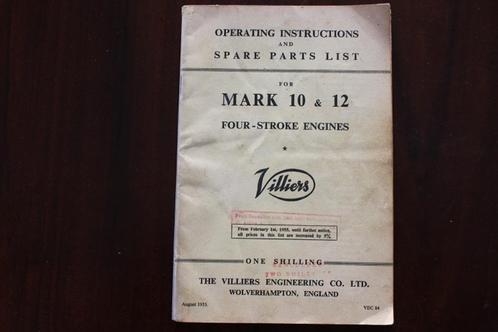 OPERATING INSTRUCTIONS
AND
SPARE PARTS LIST
FOR
MARK 10 & 12
FOUR-STROKE ENGINES
Villiers
From February 1st, 1955, until further notice,
all prices in this list are increased by 5%
ONE SHILLING
TWO SHILL
THE VILLIERS ENGINEERING CO. LTD.
WOLVERHAMPTON, ENGLAND
August 1953.